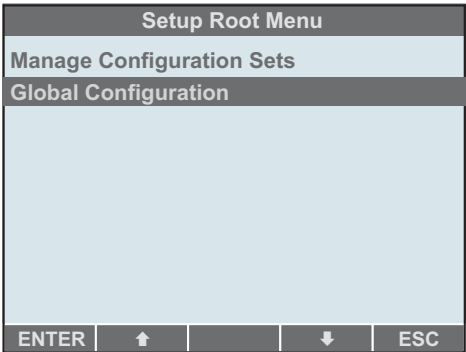 Setup Root Menu
Manage Configuration Sets
Global Configuration
ENTER ESC